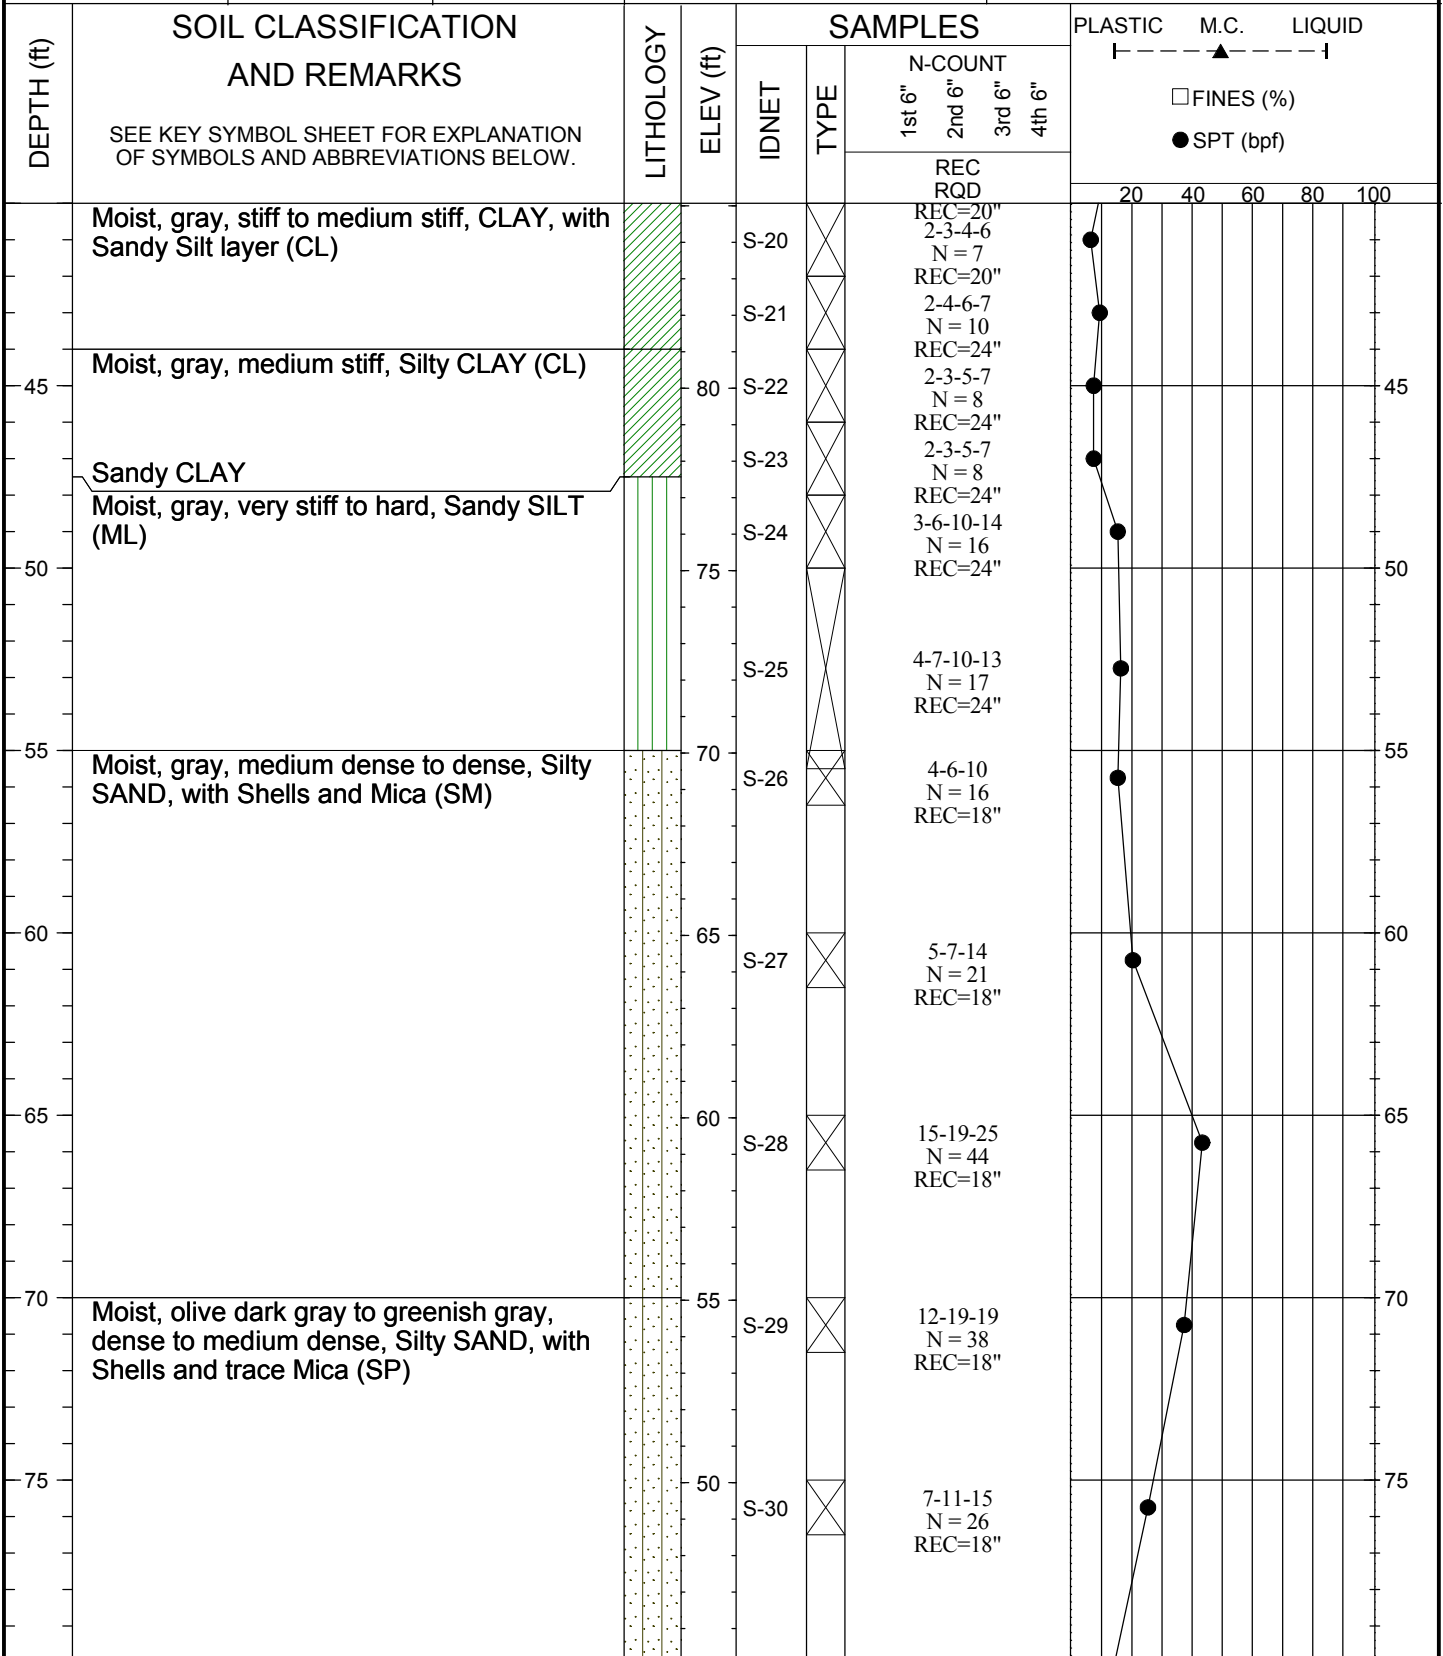 DEPTH (ft)
SOIL CLASSIFICATION
AND REMARKS
SEE KEY SYMBOL SHEET FOR EXPLANATION
OF SYMBOLS AND ABBREVIATIONS BELOW.
LITHOLOGY
ELEV (ft)
SAMPLES
IDNET
TYPE
N-COUNT
1st 6"
2nd 6"
3rd 6"
4th 6"
REC
RQD
PLASTIC M.C. LIQUID
FINES (%)
SPT (bpf)
20 40 60 80 100
REC=20"
Moist, gray, stiff to medium stiff, CLAY, with
Sandy Silt layer (CL)
S-20
2-3-4-6
N = 7
REC=20"
S-21
2-4-6-7
N = 10
REC=24"
Moist, gray, medium stiff, Silty CLAY (CL)
45
80
S-22
2-3-5-7
N = 8
REC=24"
45
S-23
2-3-5-7
N = 8
REC=24"
Sandy CLAY
Moist, gray, very stiff to hard, Sandy SILT
(ML)
S-24
3-6-10-14
N = 16
REC=24"
50
75
50
S-25
4-7-10-13
N = 17
REC=24"
55
70
55
Moist, gray, medium dense to dense, Silty
SAND, with Shells and Mica (SM)
S-26
4-6-10
N = 16
REC=18"
60
65
60
S-27
5-7-14
N = 21
REC=18"
65
60
65
S-28
15-19-25
N = 44
REC=18"
70
55
70
Moist, olive dark gray to greenish gray,
dense to medium dense, Silty SAND, with
Shells and trace Mica (SP)
S-29
12-19-19
N = 38
REC=18"
75
50
75
S-30
7-11-15
N = 26
REC=18"